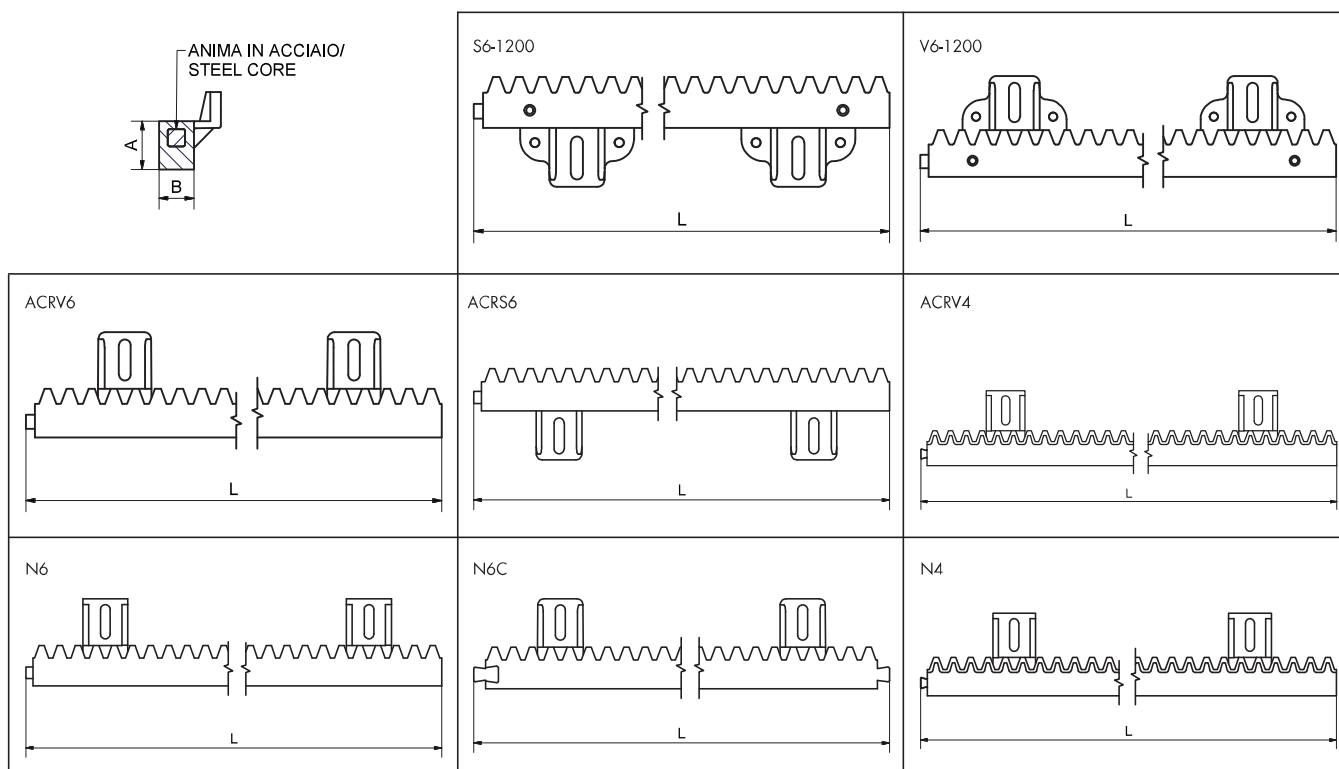 ANIMA IN ACCIAIO/
STEEL CORE
A
B
S6-1200
L
V6-1200
L
ACRV6
L
ACRS6
L
ACRV4
L
N6
L
N6C
L
N4
L